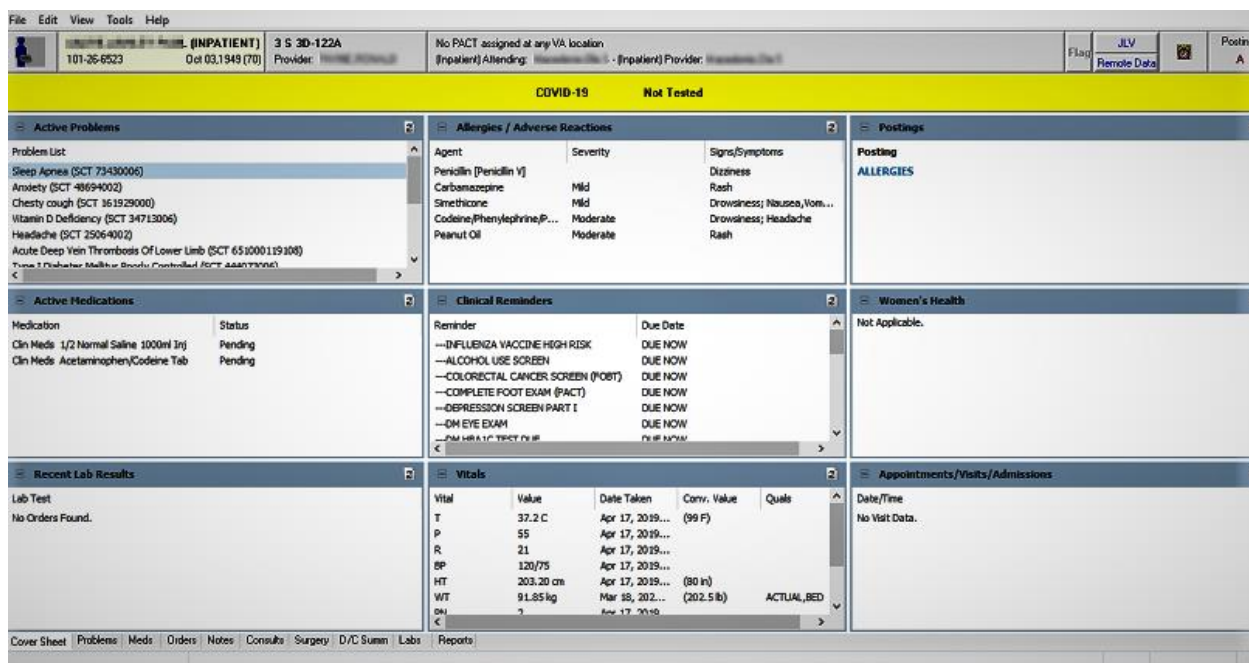 File Edit View Tools Help
(INPATIENT)
101-26-6523 Oct 03,1949 (70)
3 S 3D-122A
Provider:
No PACT assigned at any VA location
(Inpatient) Attending: - (Inpatient) Provider:
Flag
JLV
Remote Data
Postin
A
COVID-19 Not Tested
Active Problems
Problem List
Sleep Apnea (SCT 73430006)
Anxiety (SCT 48694002)
Chesty cough (SCT 161929000)
Vitamin D Deficiency (SCT 34713006)
Headache (SCT 25064002)
Acute Deep Vein Thrombosis Of Lower Limb (SCT 651000119108)
Allergies / Adverse Reactions
Agent Severity Signs/Symptoms
Penicillin [Penicillin V] Dizziness
Carbamazepine Mild Rash
Simethicone Mild Drowsiness; Nausea,Vom...
Codeine/Phenylephrine/P... Moderate Drowsiness; Headache
Peanut Oil Moderate Rash
Postings
Posting
ALLERGIES
Active Medications
Medication Status
Clin Meds 1/2 Normal Saline 1000ml Inj Pending
Clin Meds Acetaminophen/Codeine Tab Pending
Clinical Reminders
Reminder Due Date
---INFLUENZA VACCINE HIGH RISK DUE NOW
---ALCOHOL USE SCREEN DUE NOW
---COLORECTAL CANCER SCREEN (FOBT) DUE NOW
---COMPLETE FOOT EXAM (PACT) DUE NOW
---DEPRESSION SCREEN PART I DUE NOW
---DM EYE EXAM DUE NOW
---DM HBA1C TEST DUE DUE NOW
Women's Health
Not Applicable.
Recent Lab Results
Lab Test
No Orders Found.
Vitals
Vital Value Date Taken Conv. Value Quals
T 37.2 C Apr 17, 2019... (99 F)
P 55 Apr 17, 2019...
R 21 Apr 17, 2019...
BP 120/75 Apr 17, 2019...
HT 203.20 cm Apr 17, 2019... (80 in)
WT 91.85 kg Mar 18, 202... (202.5 lb) ACTUAL,BED
Appointments/Visits/Admissions
Date/Time
No Visit Data.
Cover Sheet Problems Meds Orders Notes Consults Surgery D/C Summ Labs Reports